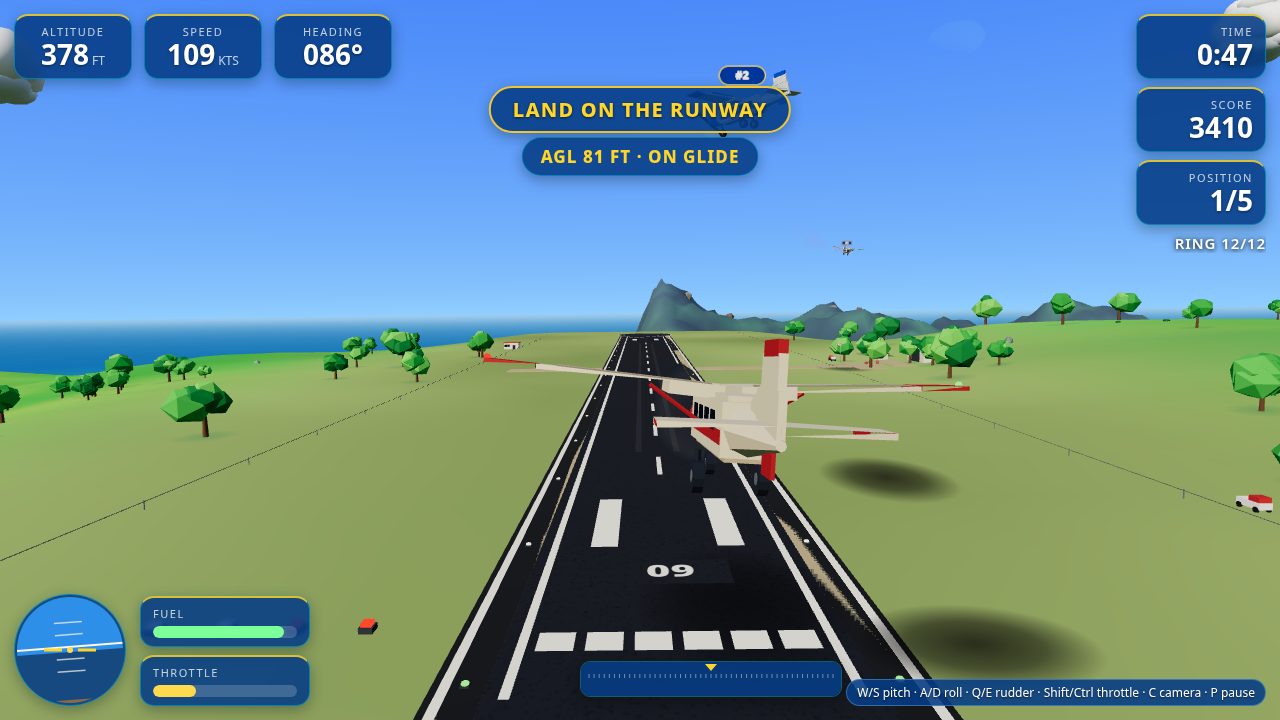 ALTITUDE
378 FT
SPEED
109 KTS
HEADING
086°
#2
LAND ON THE RUNWAY
AGL 81 FT · ON GLIDE
TIME
0:47
SCORE
3410
POSITION
1/5
RING 12/12
09
FUEL
THROTTLE
W/S pitch · A/D roll · Q/E rudder · Shift/Ctrl throttle · C camera · P pause